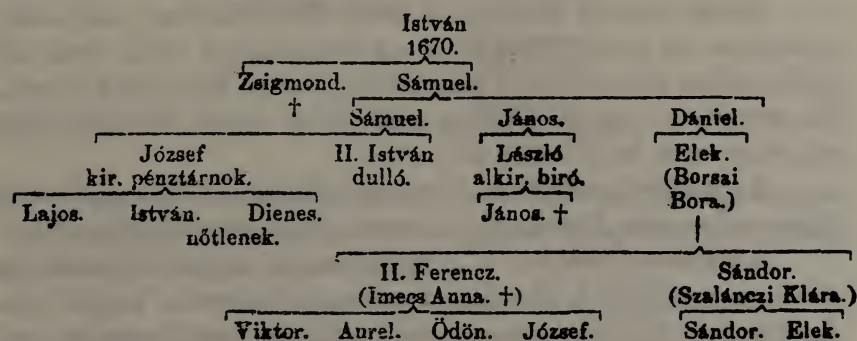 István
1670.
Zsigmond. Sámuel.
†
Sámuel. János. Dániel.
József II. István László Elek.
kir. pénztárnok. dulló. alkir. biró. (Borsai
Lajos. István. Dienes. János. † Bora.)
nőtlenek.
II. Ferencz. Sándor.
(Imecs Anna. †) (Szalánczi Klára.)
Viktor. Aurel. Ödön. József. Sándor. Elek.